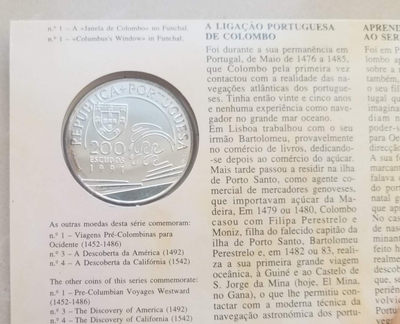 n.º 1 – A «Janela de Colombo» no Funchal.
n.º 1 – «Columbus's Window» in Funchal.
REPÚBLICA • PORTUGUESA
200
ESCUDOS
1991
As outras moedas desta série comemoram:
n.º 1 – Viagens Pré-Colombinas para
Ocidente (1452-1486)
n.º 3 – A Descoberta da América (1492)
n.º 4 – A Descoberta da Califórnia (1542)
The other coins of this series commemorate:
n.º 1 – Pre-Columbian Voyages Westward
(1452-1486)
n.º 3 – The Discovery of America (1492)
n.º 4 – The Discovery of California (1542)
A LIGAÇÃO PORTUGUESA
DE COLOMBO
Foi durante a sua permanência em
Portugal, de Maio de 1476 a 1485,
que Colombo pela primeira vez
contactou com a realidade das na-
vegações atlânticas dos portugue-
ses. Tinha então vinte e cinco anos
e nenhuma experiência como nave-
gador no grande mar oceano.
Em Lisboa trabalhou com o seu
irmão Bartolomeu, provavelmente
no comércio de livros, dedicando-
-se depois ao comércio do açúcar.
Mais tarde passou a residir na ilha
de Porto Santo, como agente co-
mercial de mercadores genoveses,
que importavam açúcar da Ma-
deira. Em 1479 ou 1480, Colombo
casou com Filipa Perestrelo e
Moniz, filha do falecido capitão da
ilha de Porto Santo, Bartolomeu
Perestrelo e, em 1482 ou 83, reali-
za a sua primeira grande viagem
oceânica, à Guiné e ao Castelo de
S. Jorge da Mina (hoje, El Mina,
no Gana), o que lhe permitiu con-
tactar com a moderna técnica da
navegação astronómica portugue-
APREN
AO SER